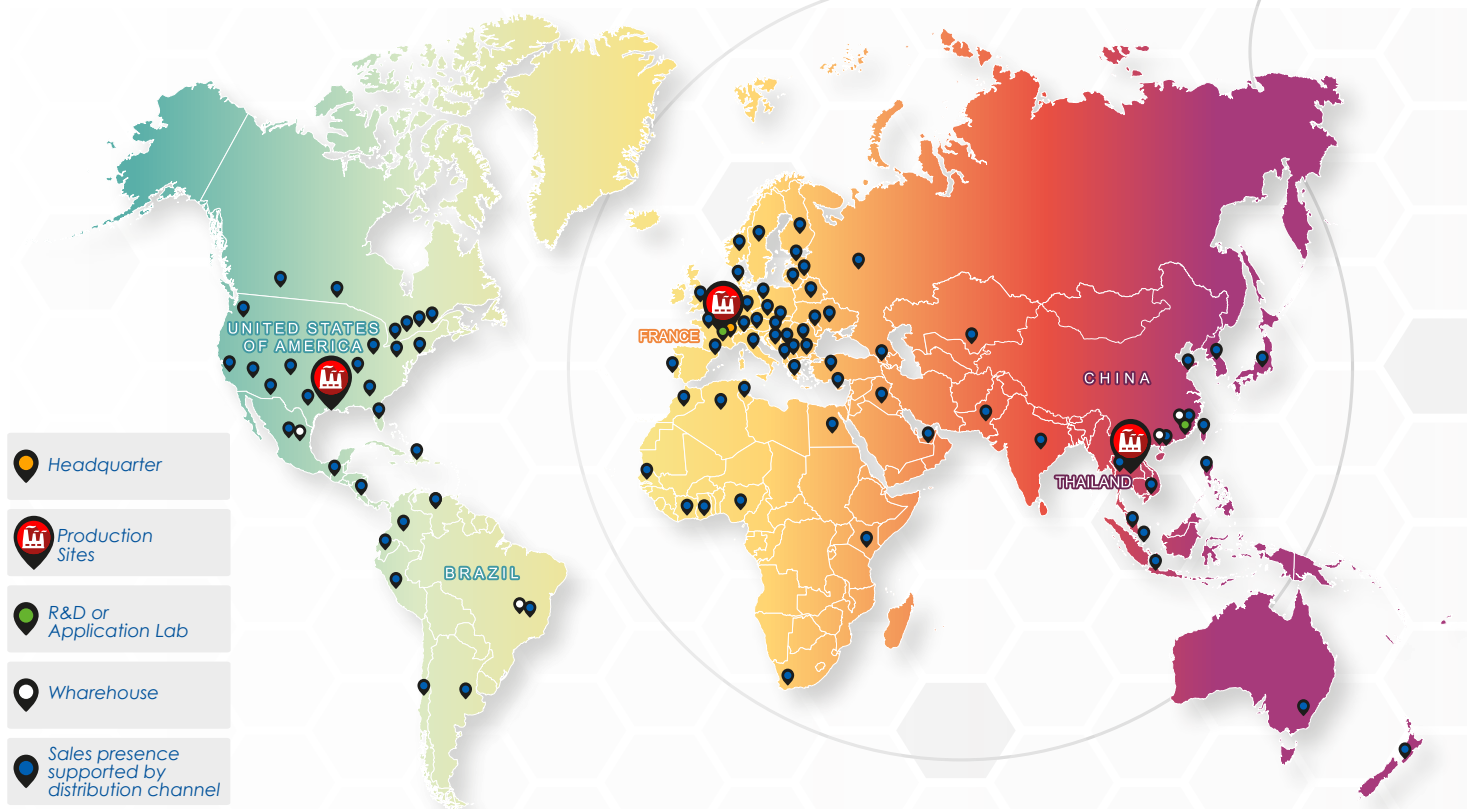 UNITED STATES
OF AMERICA
FRANCE
CHINA
THAILAND
BRAZIL
Headquarter
Production
Sites
R&D or
Application Lab
Wharehouse
Sales presence
supported by
distribution channel